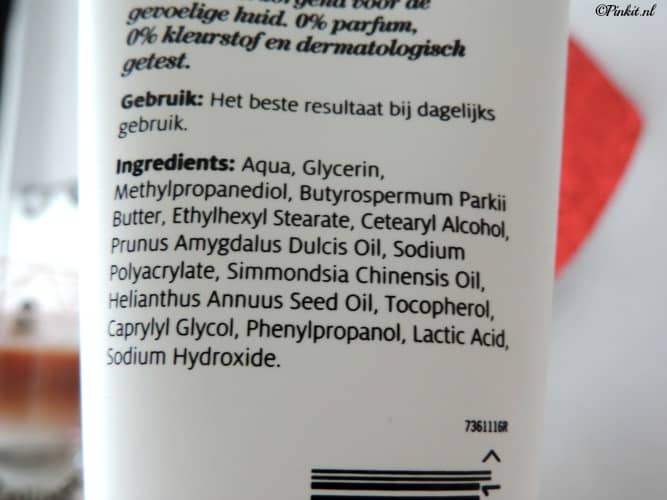 ©Pinkit.nl
voor de
gevoelige huid. 0% parfum,
0% kleurstof en dermatologisch
getest.
Gebruik: Het beste resultaat bij dagelijks
gebruik.
Ingredients: Aqua, Glycerin,
Methylpropanediol, Butyrospermum Parkii
Butter, Ethylhexyl Stearate, Cetearyl Alcohol,
Prunus Amygdalus Dulcis Oil, Sodium
Polyacrylate, Simmondsia Chinensis Oil,
Helianthus Annuus Seed Oil, Tocopherol,
Caprylyl Glycol, Phenylpropanol, Lactic Acid,
Sodium Hydroxide.
7361116R